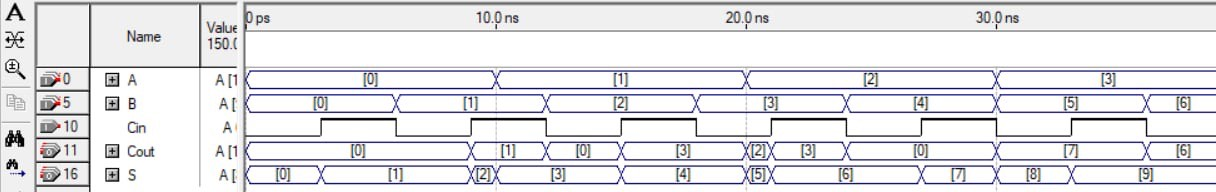 A
0 ps 10.0 ns 20.0 ns 30.0 ns
Name
Value
150.0
0 A A [1 [0] [1] [2] [3]
5 B A [ [0] [1] [2] [3] [4] [5] [6]
10 Cin A
11 Cout A [1 [0] [1] [0] [3] [2] [3] [0] [7] [6]
16 S A [ [0] [1] [2] [3] [4] [5] [6] [7] [8] [9]